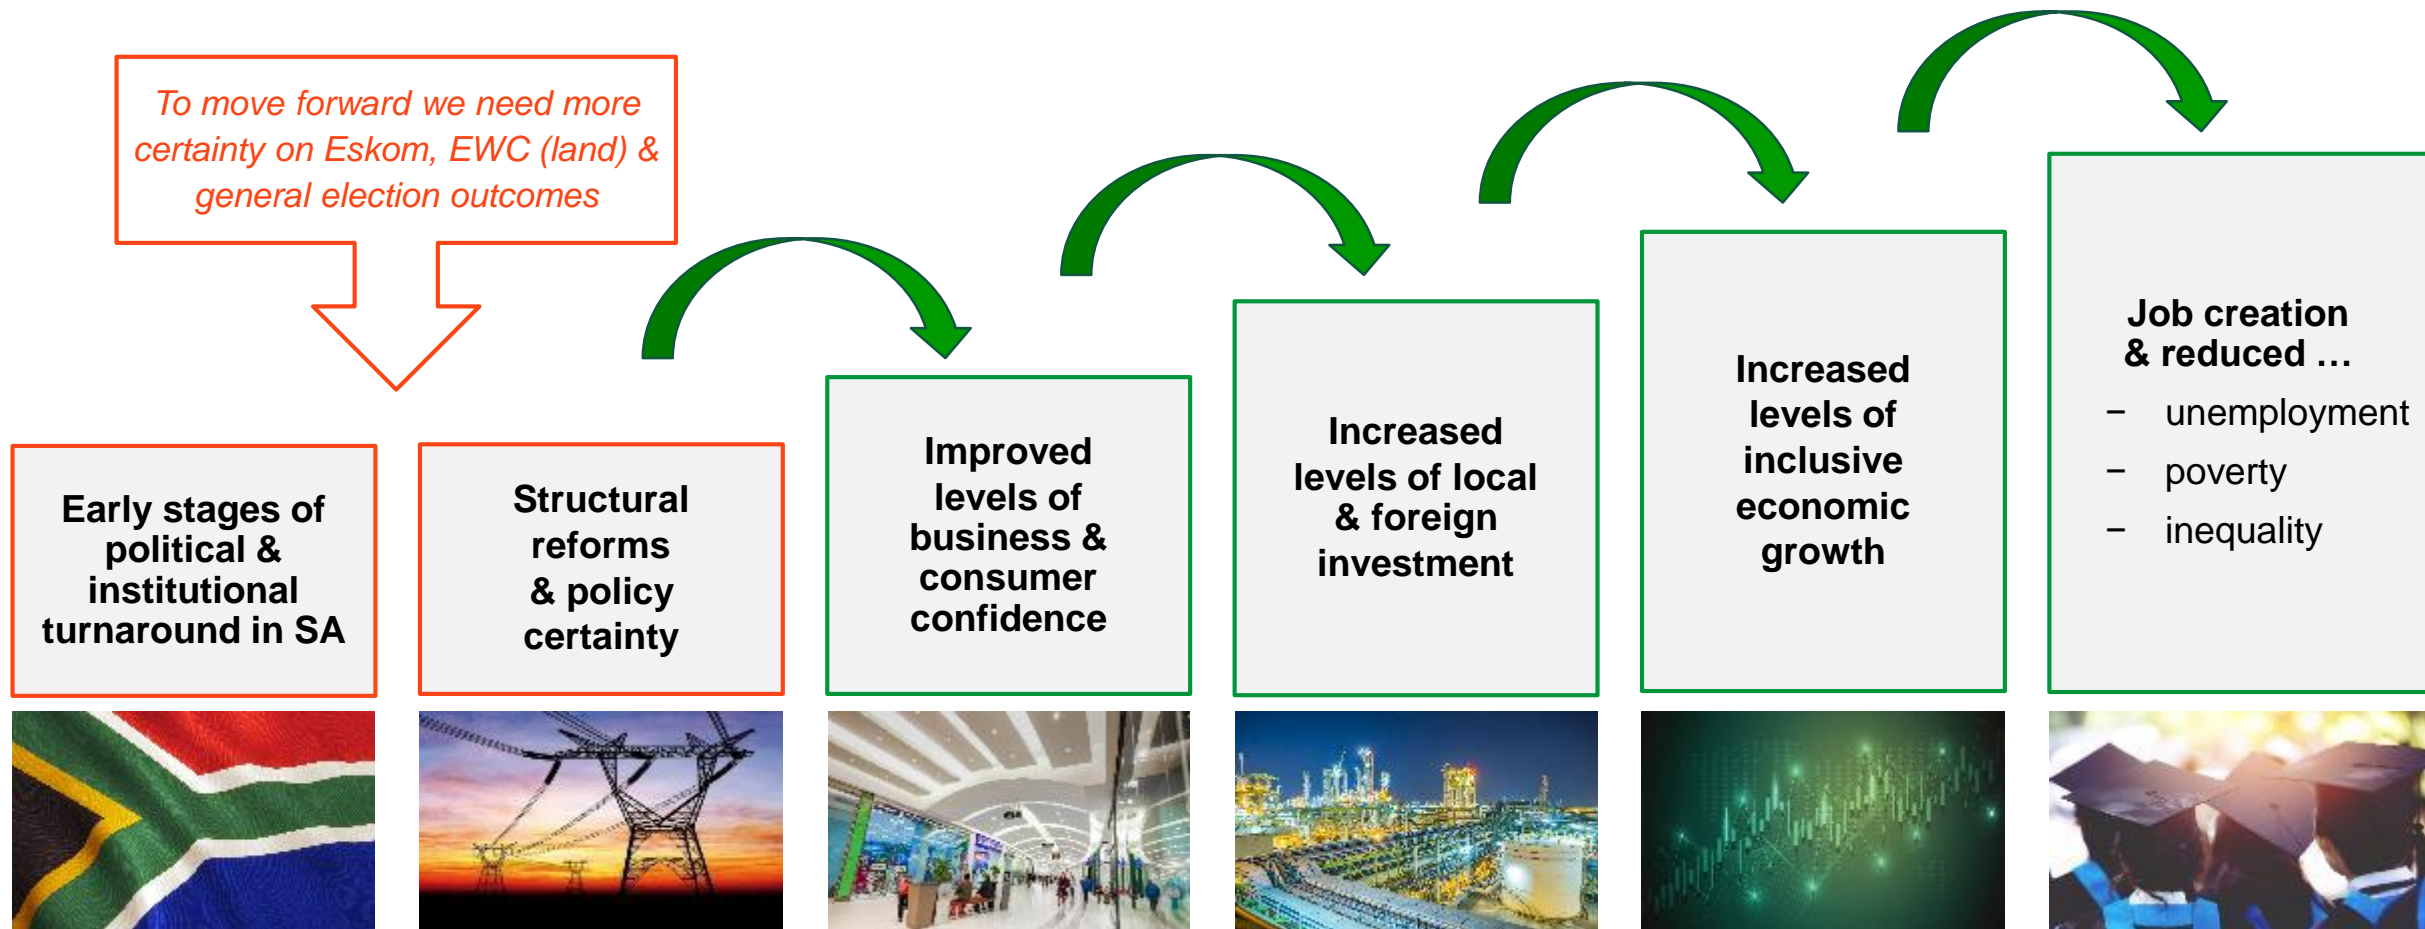 To move forward we need more
certainty on Eskom, EWC (land) &
general election outcomes
Early stages of
political &
institutional
turnaround in SA
Structural
reforms
& policy
certainty
Improved
levels of
business &
consumer
confidence
Increased
levels of local
& foreign
investment
Increased
levels of
inclusive
economic
growth
Job creation
& reduced …
– unemployment
– poverty
– inequality